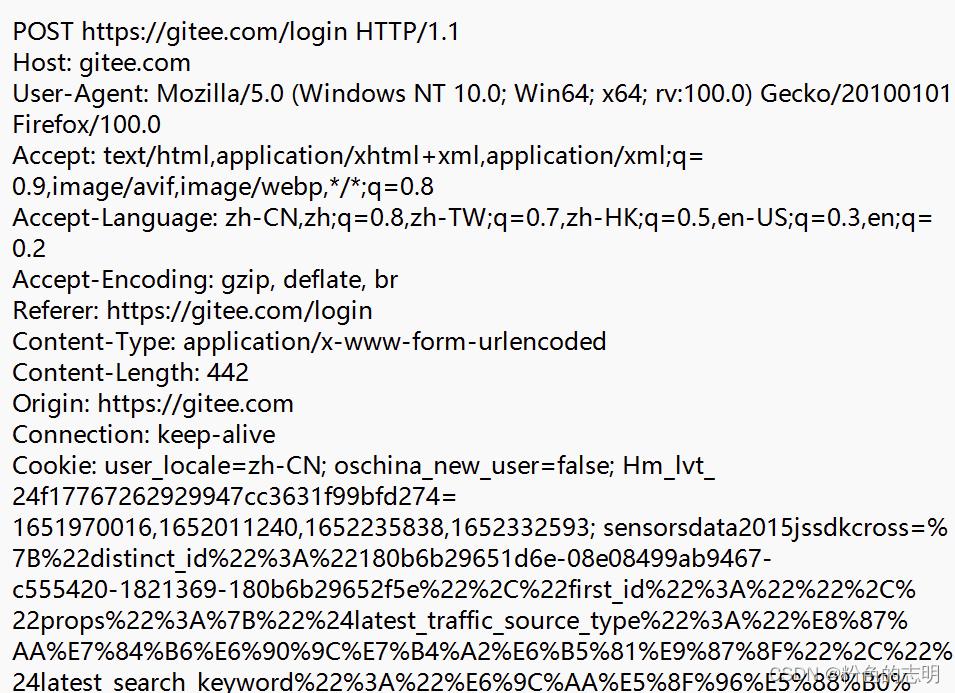 POST https://gitee.com/login HTTP/1.1
Host: gitee.com
User-Agent: Mozilla/5.0 (Windows NT 10.0; Win64; x64; rv:100.0) Gecko/20100101
Firefox/100.0
Accept: text/html,application/xhtml+xml,application/xml;q=
0.9,image/avif,image/webp,*/*;q=0.8
Accept-Language: zh-CN,zh;q=0.8,zh-TW;q=0.7,zh-HK;q=0.5,en-US;q=0.3,en;q=
0.2
Accept-Encoding: gzip, deflate, br
Referer: https://gitee.com/login
Content-Type: application/x-www-form-urlencoded
Content-Length: 442
Origin: https://gitee.com
Connection: keep-alive
Cookie: user_locale=zh-CN; oschina_new_user=false; Hm_lvt_
24f17767262929947cc3631f99bfd274=
1651970016,1652011240,1652235838,1652332593; sensorsdata2015jssdkcross=%
7B%22distinct_id%22%3A%22180b6b29651d6e-08e08499ab9467-
c555420-1821369-180b6b29652f5e%22%2C%22first_id%22%3A%22%22%2C%
22props%22%3A%7B%22%24latest_traffic_source_type%22%3A%22%E8%87%
AA%E7%84%B6%E6%90%9C%E7%B4%A2%E6%B5%81%E9%87%8F%22%2C%22%
24latest_search_keyword%22%3A%22%E6%9C%AA%E5%8F%96%E5%88%B0%
CSDN @粉色的志明